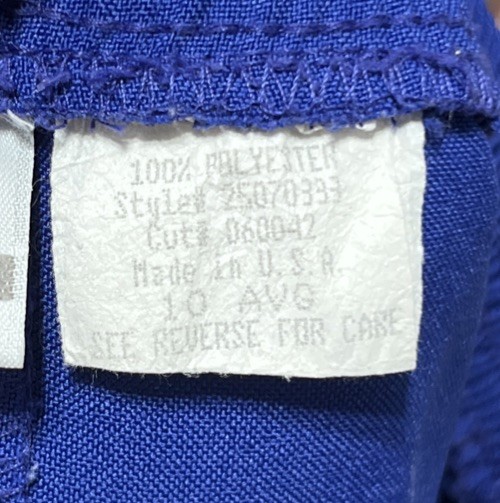 100% POLYESTER
Style# 25070333
Cut# 060042
Made in U.S.A.
10 AVG
SEE REVERSE FOR CARE